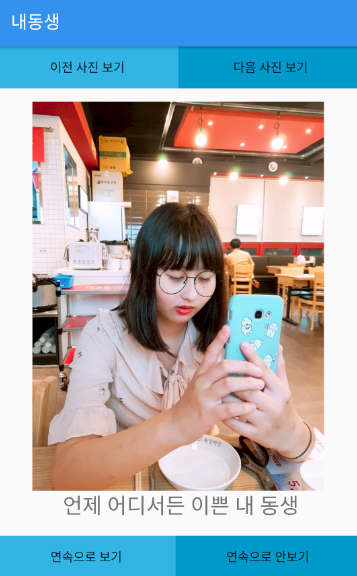 내동생
이전 사진 보기
다음 사진 보기
언제 어디서든 이쁜 내 동생
연속으로 보기
연속으로 안보기